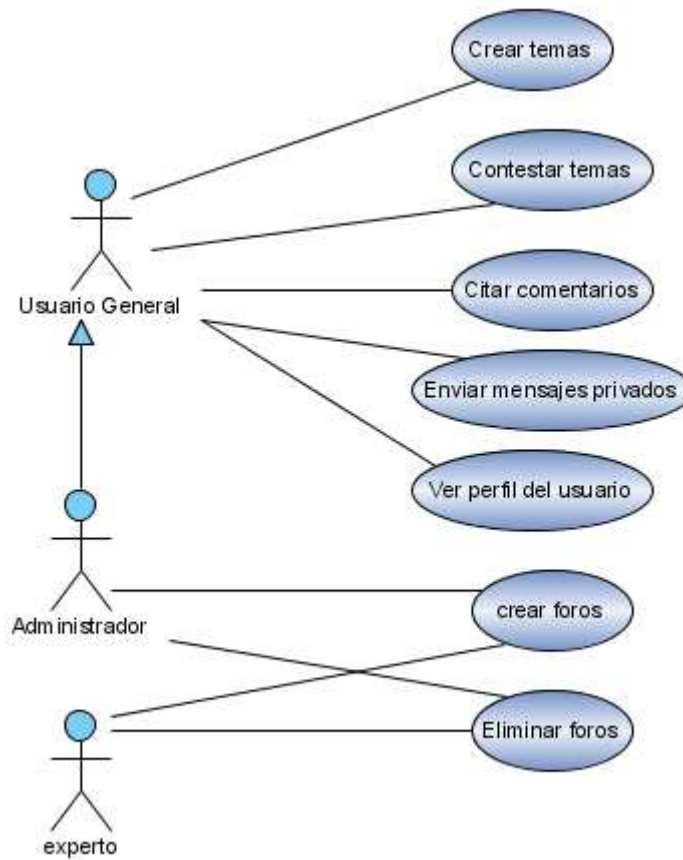 Crear temas
Contestar temas
Usuario General
Citar comentarios
Enviar mensajes privados
Ver perfil del usuario
Administrador
crear foros
Eliminar foros
experto